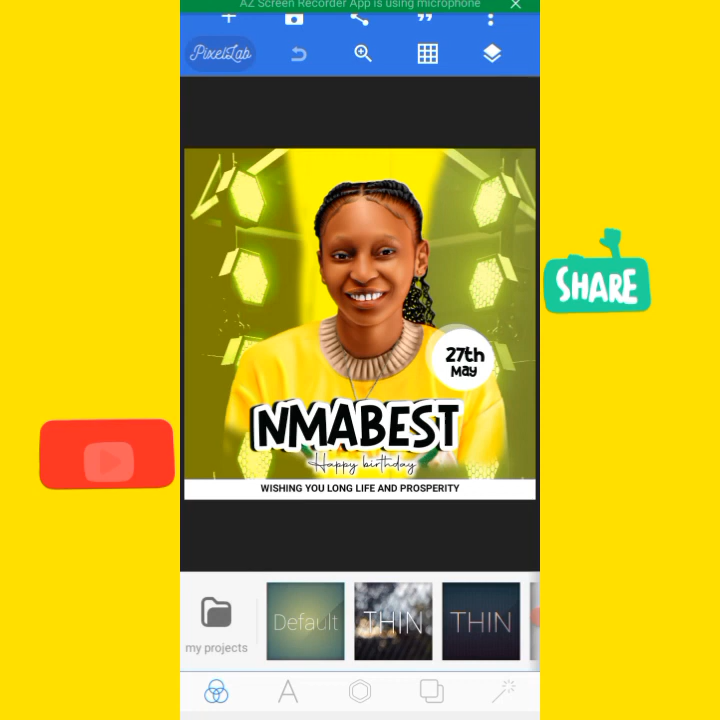 AZ Screen Recorder App is using microphone
PixelLab
SHARE
27th
May
NMABEST
Happy birthday
WISHING YOU LONG LIFE AND PROSPERITY
my projects
Default
THIN
THIN